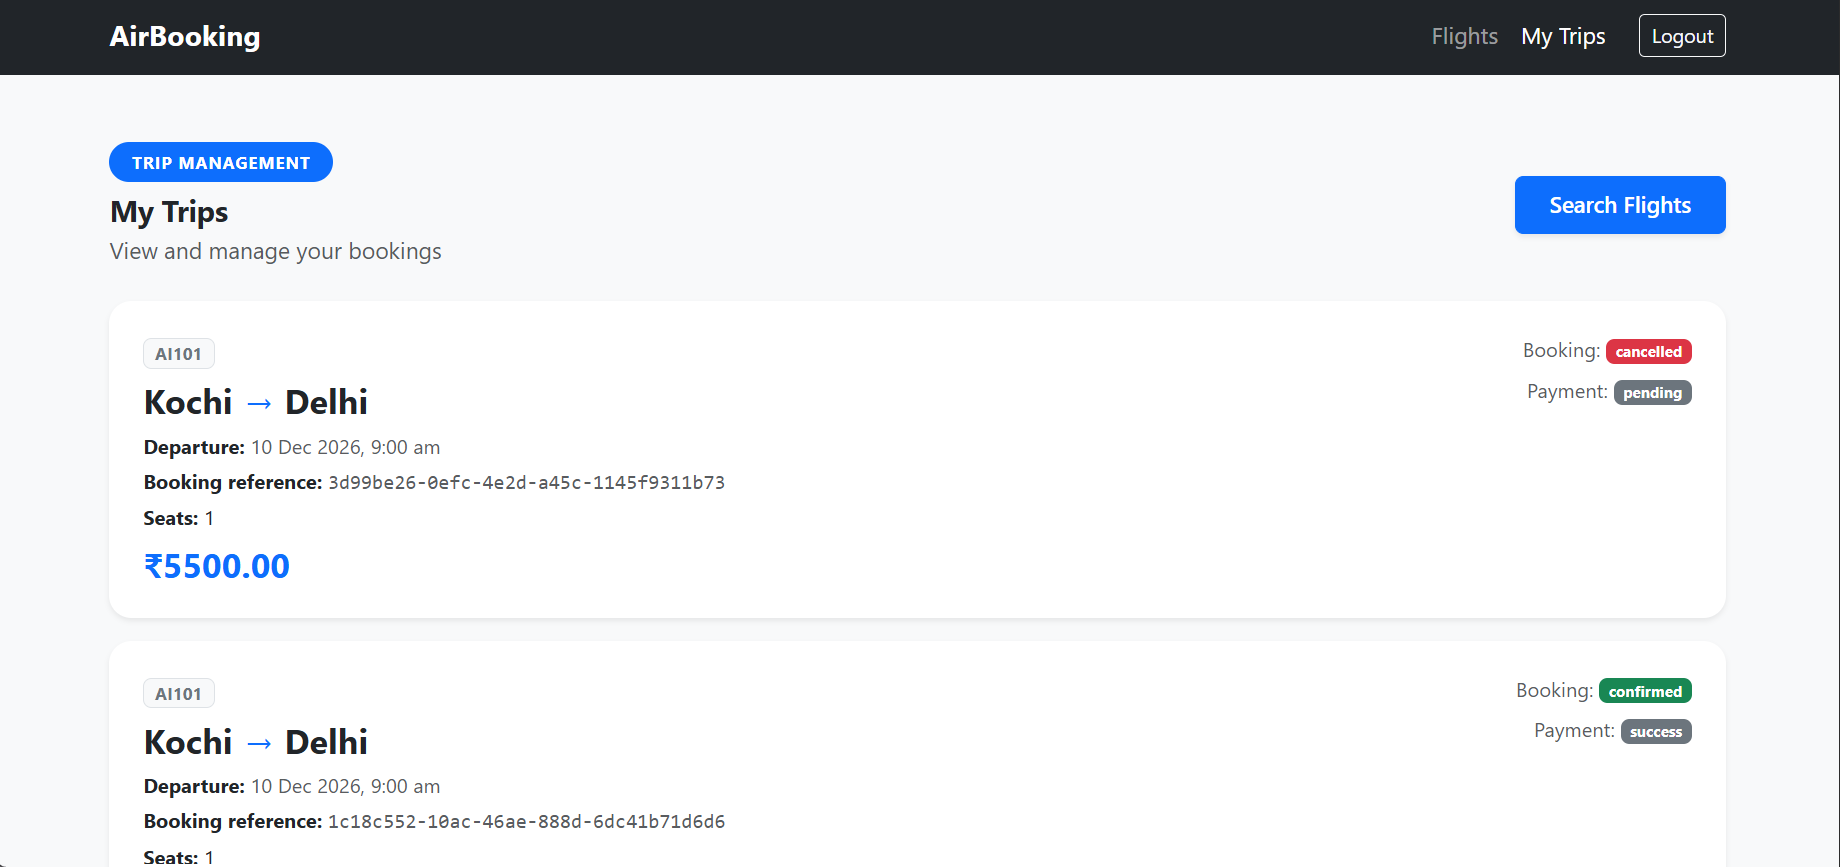 AirBooking
Flights My Trips Logout
TRIP MANAGEMENT
My Trips
View and manage your bookings
Search Flights
AI101
Kochi → Delhi
Departure: 10 Dec 2026, 9:00 am
Booking reference: 3d99be26-0efc-4e2d-a45c-1145f9311b73
Seats: 1
₹5500.00
Booking: cancelled
Payment: pending
AI101
Kochi → Delhi
Departure: 10 Dec 2026, 9:00 am
Booking reference: 1c18c552-10ac-46ae-888d-6dc41b71d6d6
Seats: 1
Booking: confirmed
Payment: success